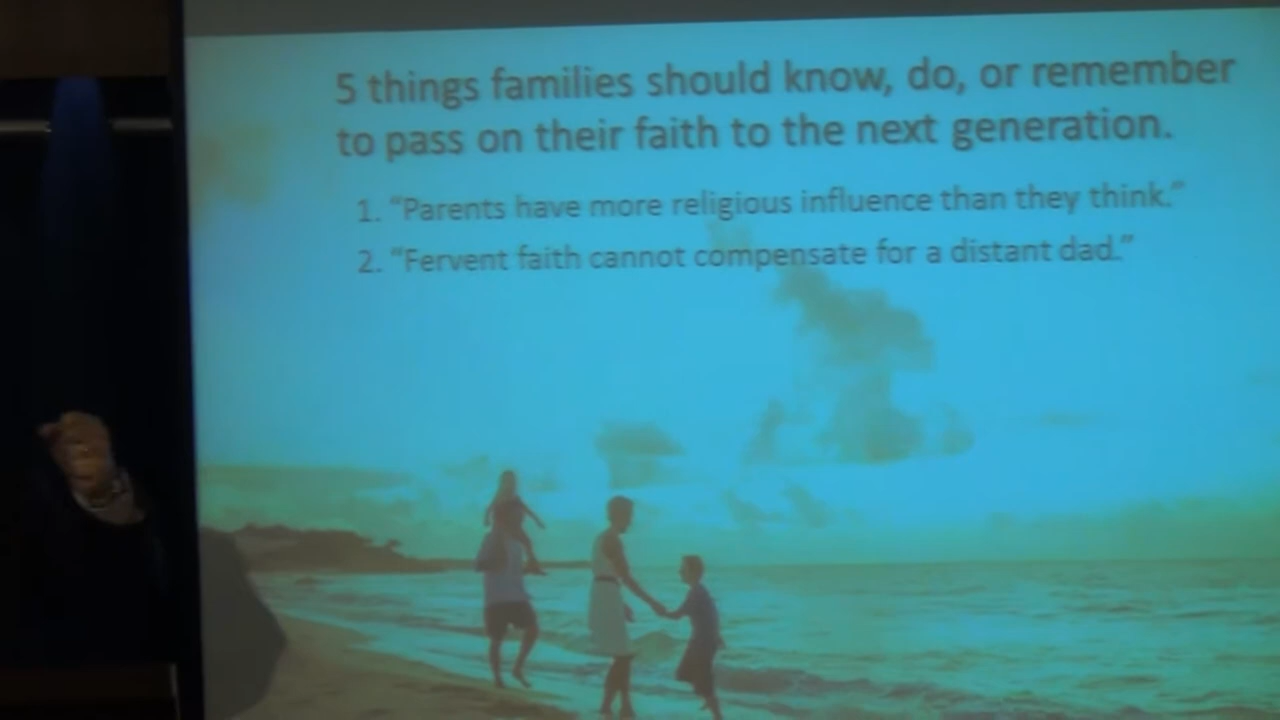 5 things families should know, do, or remember
to pass on their faith to the next generation.
1. “Parents have more religious influence than they think.”
2. “Fervent faith cannot compensate for a distant dad.”